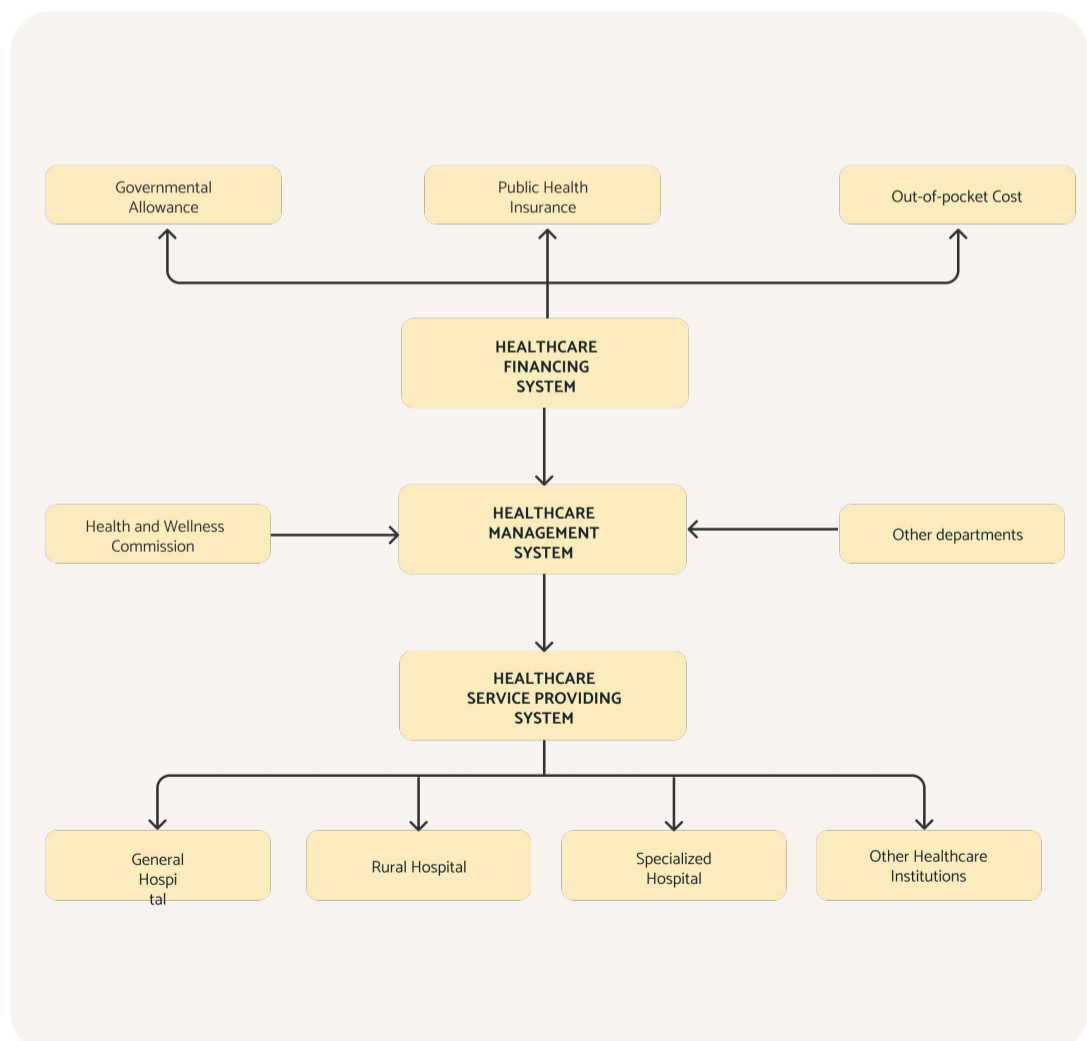 Governmental
Allowance
Public Health
Insurance
Out-of-pocket Cost
HEALTHCARE
FINANCING
SYSTEM
Health and Wellness
Commission
HEALTHCARE
MANAGEMENT
SYSTEM
Other departments
HEALTHCARE
SERVICE PROVIDING
SYSTEM
General
Hospi
tal
Rural Hospital
Specialized
Hospital
Other Healthcare
Institutions